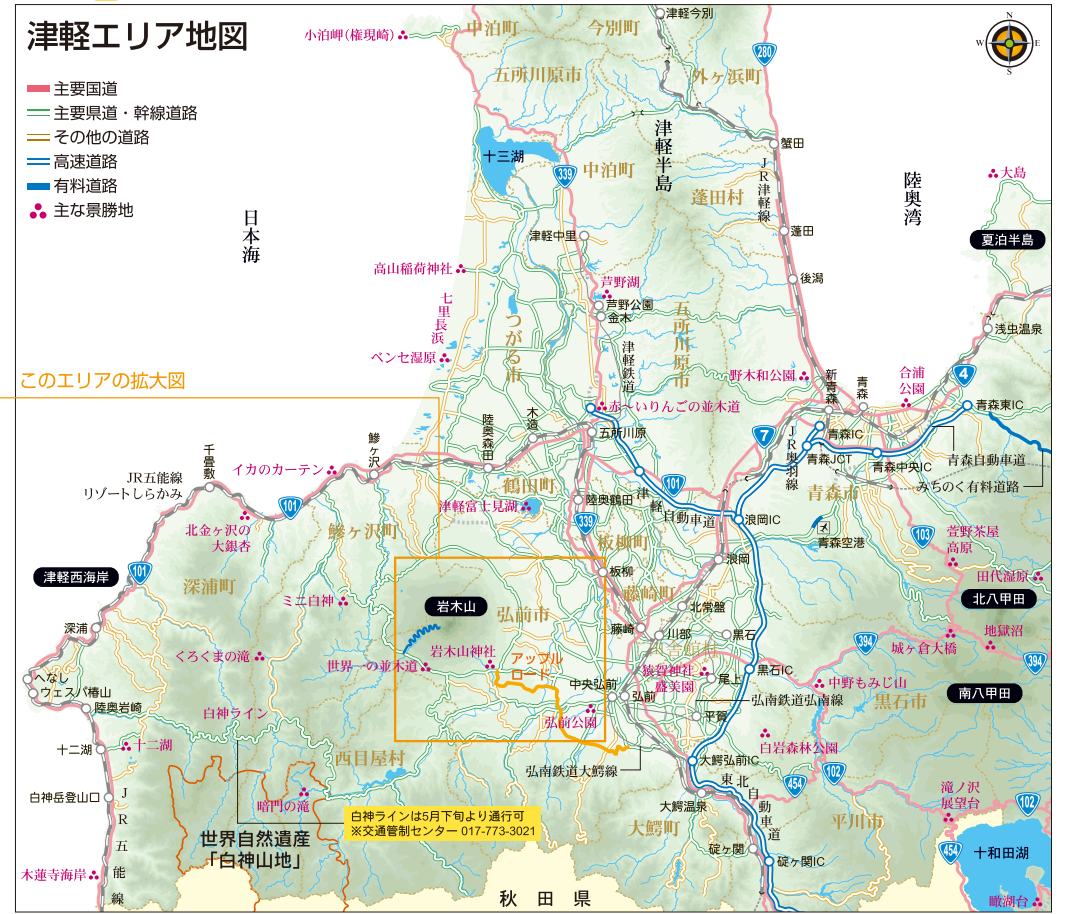 津軽エリア地図
主要国道
主要県道・幹線道路
その他の道路
高速道路
有料道路
主な景勝地
N
W
E
S
小泊岬(権現崎)
中泊町
今別町
津軽今別
280
五所川原市
外ヶ浜町
津軽半島
十三湖
339
中泊町
蟹田
JR津軽線
蓬田村
陸奥湾
大島
夏泊半島
日本海
津軽中里
蓬田
高山稲荷神社
芦野湖
後潟
七里長浜
芦野公園
金木
つがる市
五所川原市
浅虫温泉
ベンセ湿原
津軽鉄道
野木和公園
新青森
青森
合浦
公園
4
このエリアの拡大図
赤〜いりんごの並木道
青森東IC
陸奥森田
木造
五所川原
7
JR奥羽線
青森IC
青森JCT
青森中央IC
青森自動車道
みちのく有料道路
千畳敷
鰺ヶ沢
イカのカーテン
JR五能線
リゾートしらかみ
101
鶴田町
陸奥鶴田
101
津軽自動車道
青森市
津軽富士見湖
浪岡IC
339
青森空港
北金ヶ沢の
大銀杏
鰺ヶ沢町
板柳町
浪岡
103
萱野茶屋
高原
津軽西海岸
101
深浦町
板柳
藤崎町
田代湿原
北八甲田
ミニ白神
岩木山
弘前市
北常盤
深浦
藤崎
川部
黒石
394
城ヶ倉大橋
地獄沼
394
くろくまの滝
世界一の並木道
岩木山神社
アップル
ロード
田舎館村
猿賀神社
盛美園
尾上
黒石IC
中野もみじ山
南八甲田
へなし
ウェスパ椿山
陸奥岩崎
中央弘前
弘前
弘南鉄道弘南線
黒石市
白神ライン
弘前公園
平賀
十二湖
十二湖
西目屋村
弘南鉄道大鰐線
大鰐弘前IC
白岩森林公園
102
454
白神岳登山口
暗門の滝
大鰐温泉
東北自動車道
滝ノ沢
展望台
102
JR五能線
白神ラインは5月下旬より通行可
※交通管制センター 017-773-3021
世界自然遺産
「白神山地」
大鰐町
平川市
碇ヶ関
碇ヶ関IC
454
十和田湖
木蓮寺海岸
秋田県
瞰湖台